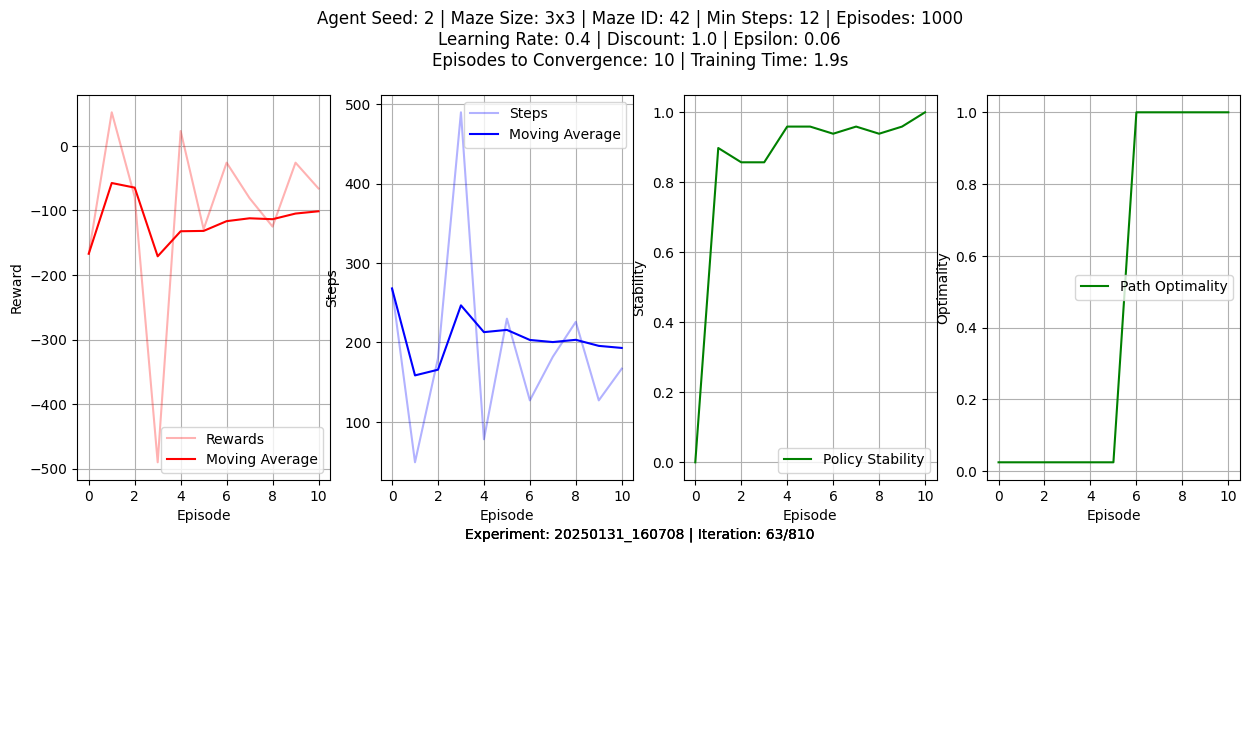 Agent Seed: 2 | Maze Size: 3x3 | Maze ID: 42 | Min Steps: 12 | Episodes: 1000
Learning Rate: 0.4 | Discount: 1.0 | Epsilon: 0.06
Episodes to Convergence: 10 | Training Time: 1.9s
0
−100
−200
−300
−400
−500
Reward
Rewards
Moving Average
0 2 4 6 8 10
Episode
500
400
300
200
100
Steps
Steps
Moving Average
0 2 4 6 8 10
Episode
1.0
0.8
0.6
0.4
0.2
0.0
Stability
Policy Stability
0 2 4 6 8 10
Episode
1.0
0.8
0.6
0.4
0.2
0.0
Optimality
Path Optimality
0 2 4 6 8 10
Episode
Experiment: 20250131_160708 | Iteration: 63/810